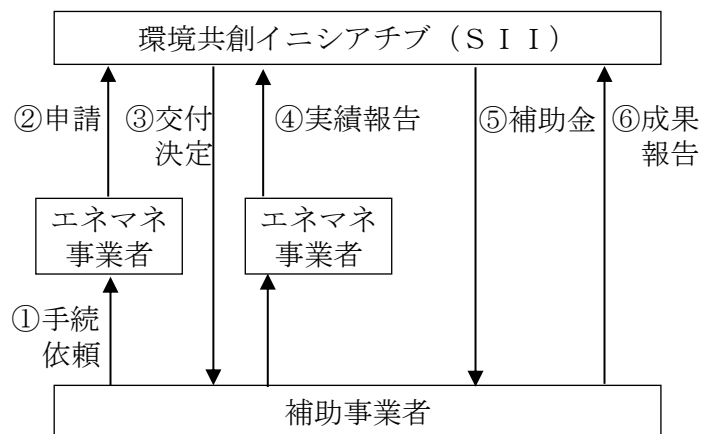 環境共創イニシアチブ（ＳＩＩ）
②申請
③交付
決定
④実績報告
⑤補助金
⑥成果
報告
エネマネ
事業者
エネマネ
事業者
①手続
依頼
補助事業者